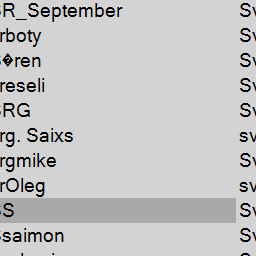 R_September Sv
rboty Sv
�ren Sv
reseli Sv
RG Sv
rg. Saixs sv
rgmike Sv
rOleg sv
S Sv
Ssaimon Sv